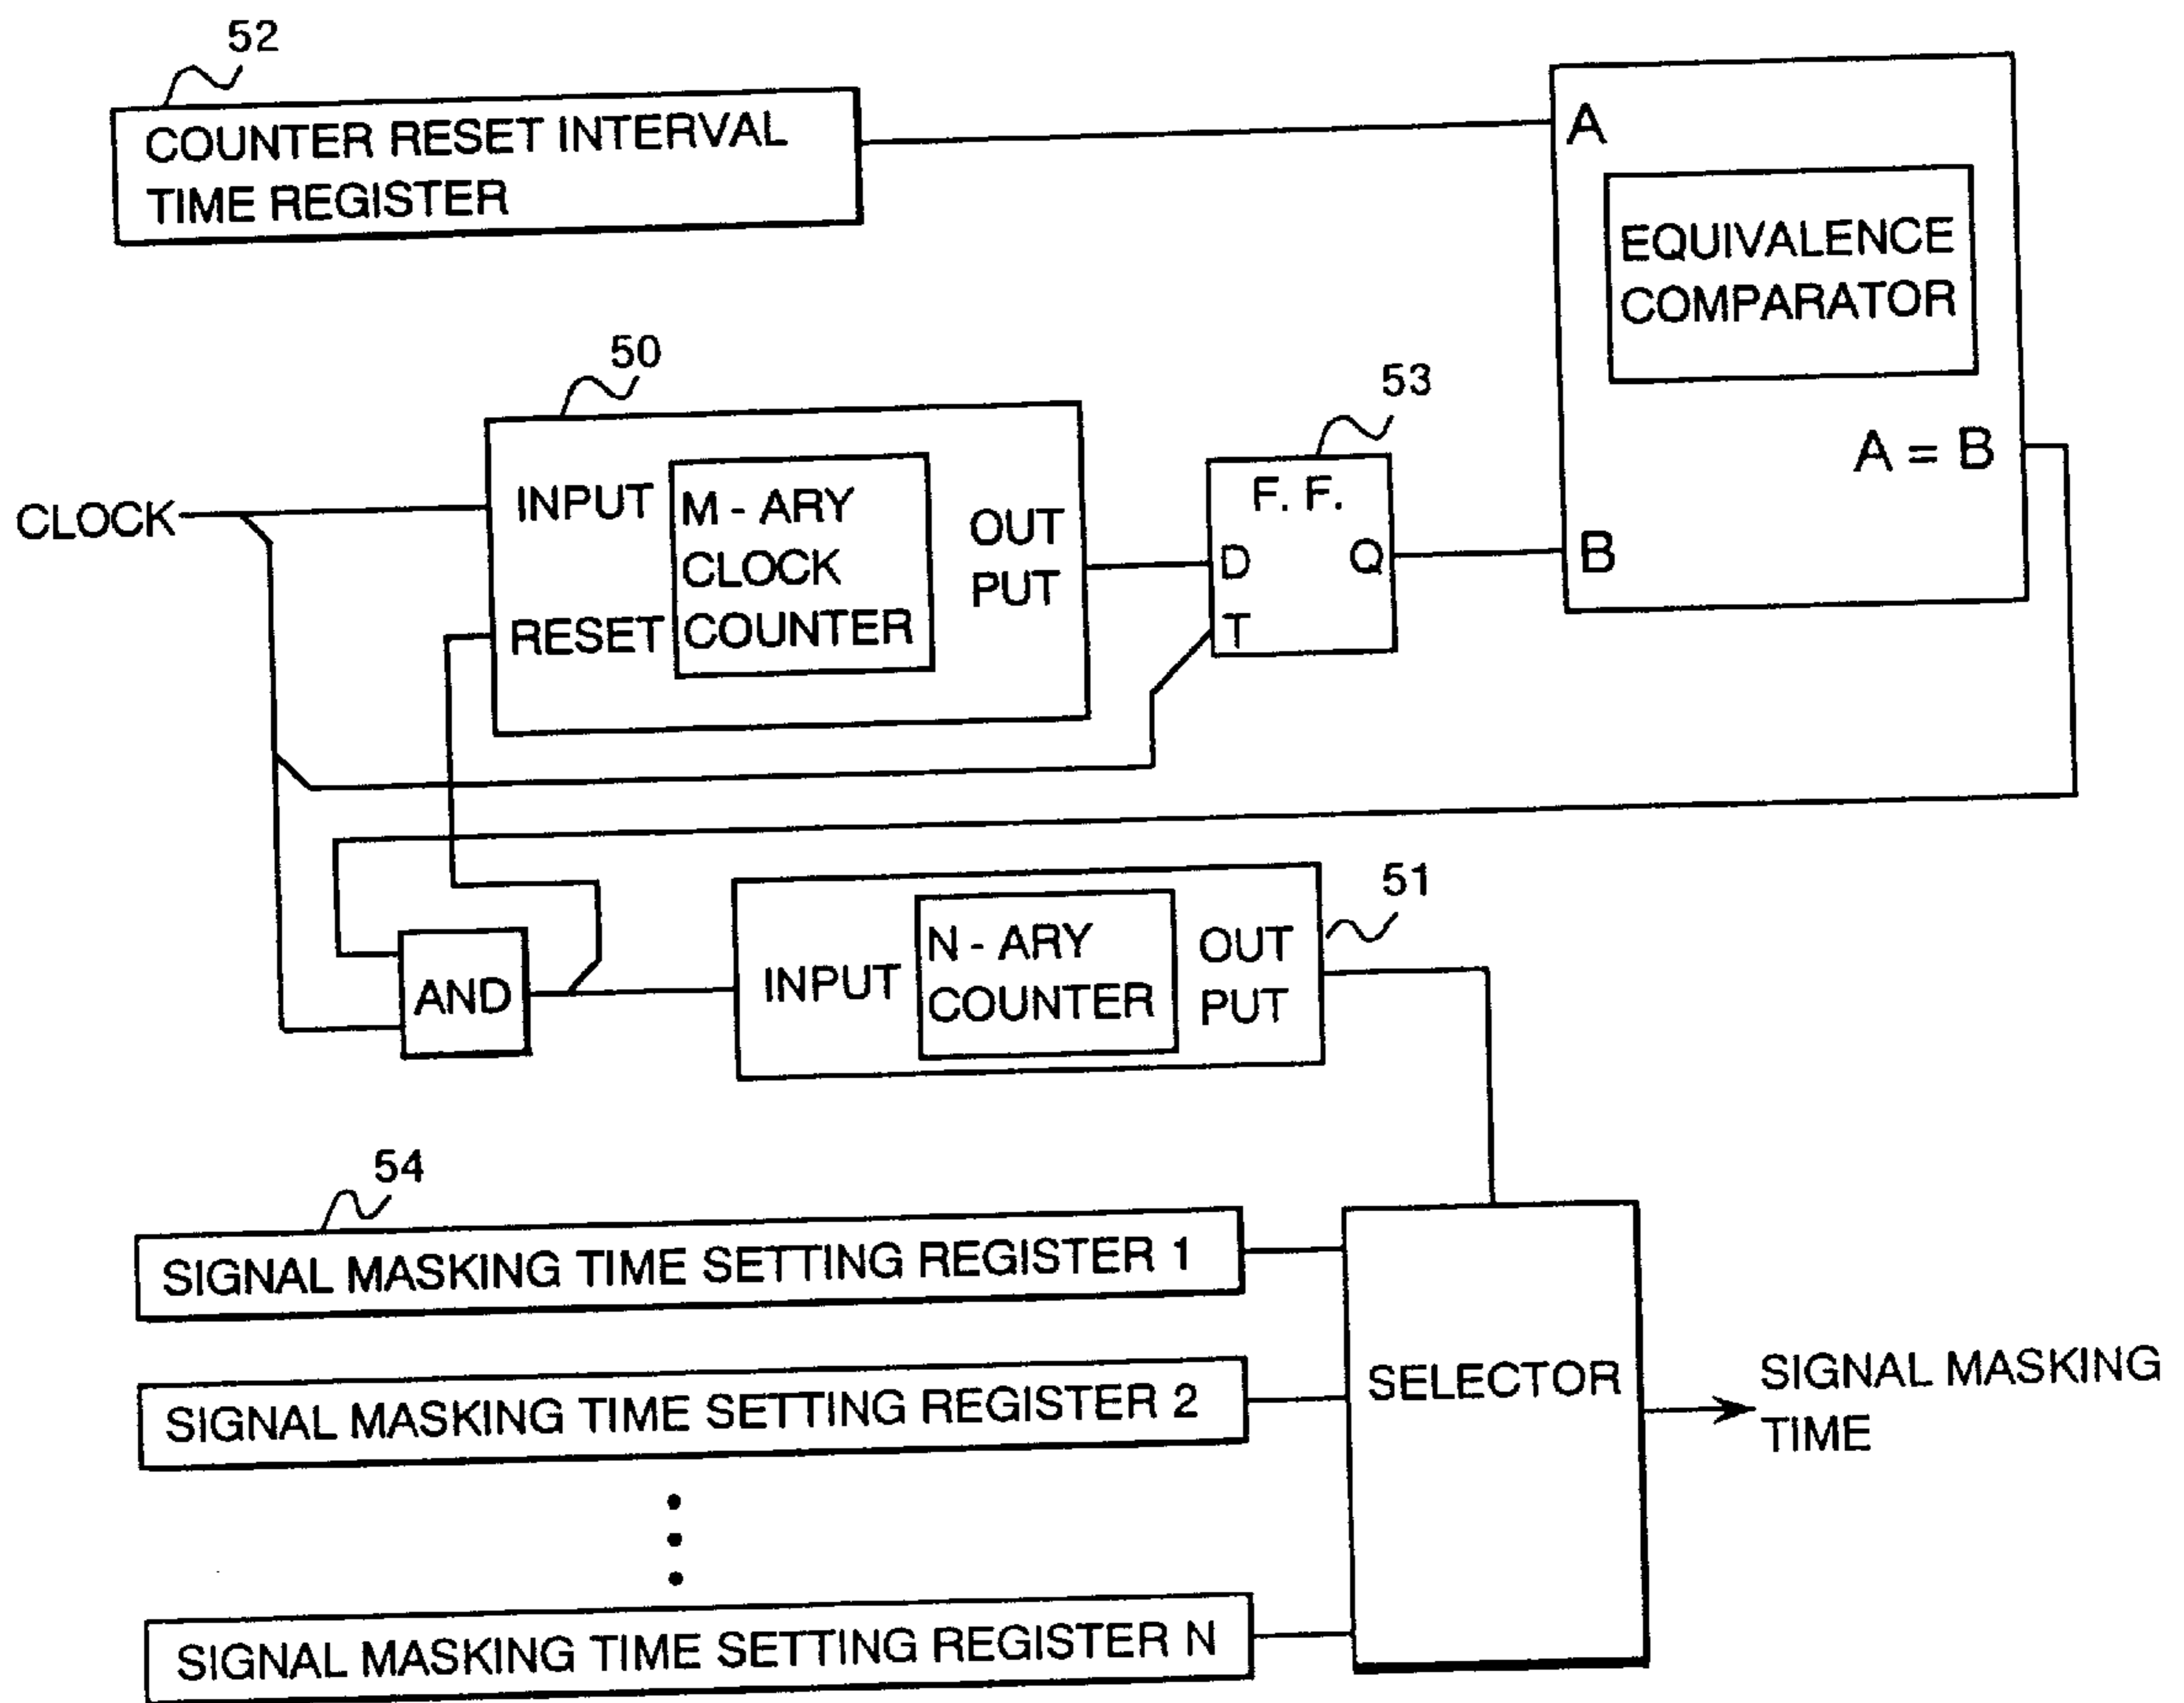 52
COUNTER RESET INTERVAL
TIME REGISTER
A
EQUIVALENCE
COMPARATOR
A = B
B
50
53
CLOCK
INPUT
RESET
M - ARY
CLOCK
COUNTER
OUT
PUT
F. F.
D
Q
T
AND
51
INPUT
N - ARY
COUNTER
OUT
PUT
54
SIGNAL MASKING TIME SETTING REGISTER 1
SIGNAL MASKING TIME SETTING REGISTER 2
SIGNAL MASKING TIME SETTING REGISTER N
SELECTOR
SIGNAL MASKING
TIME